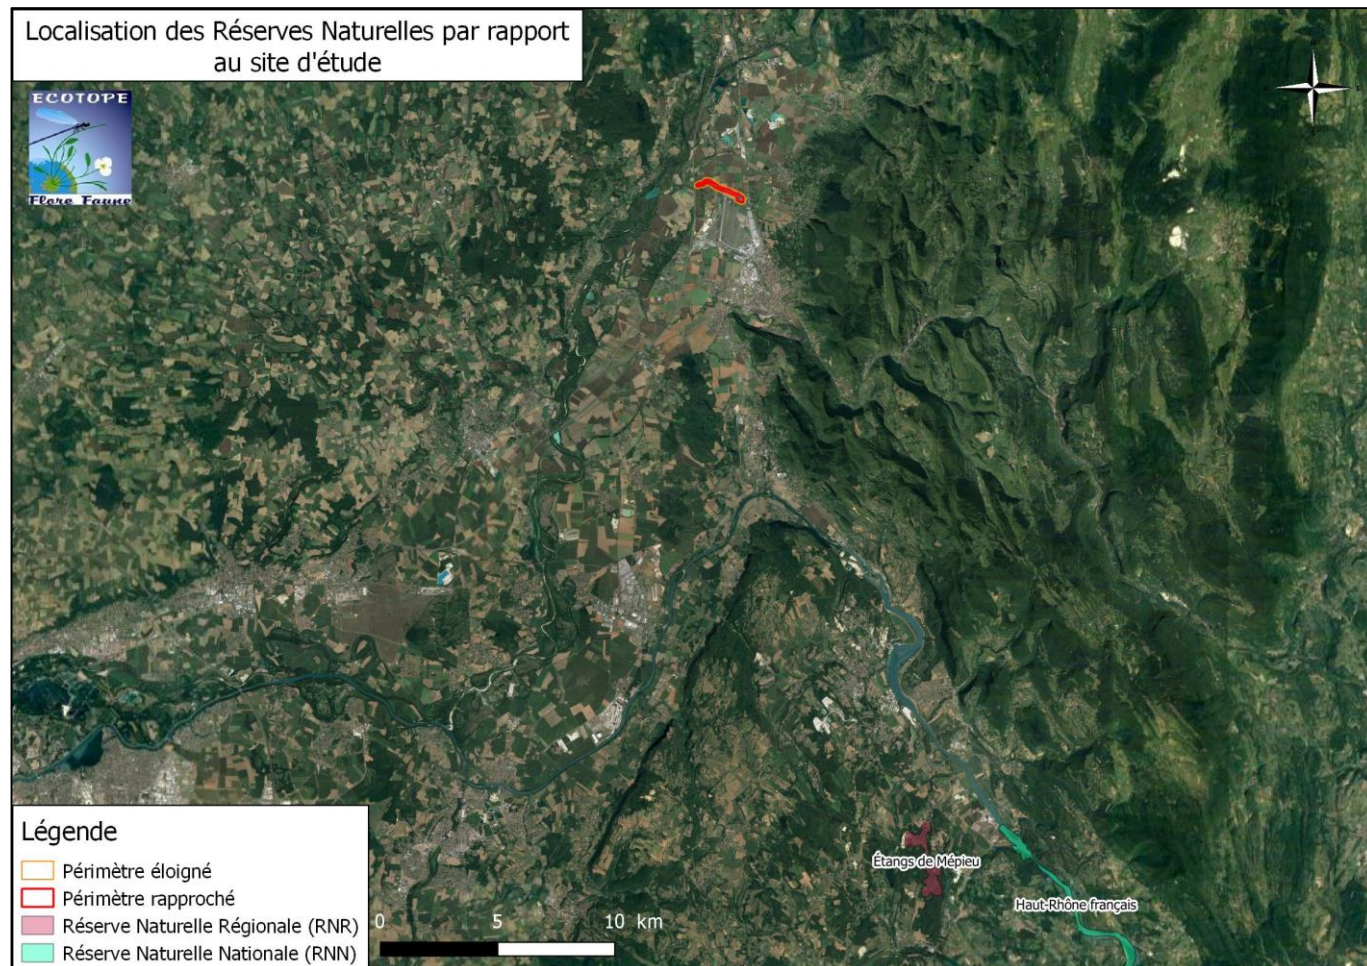 Localisation des Réserves Naturelles par rapport
au site d'étude
ECOTOPE
Flore Faune
Étangs de Mépieu
Haut-Rhône français
Légende
Périmètre éloigné
Périmètre rapproché
Réserve Naturelle Régionale (RNR)
Réserve Naturelle Nationale (RNN)
0 5 10 km